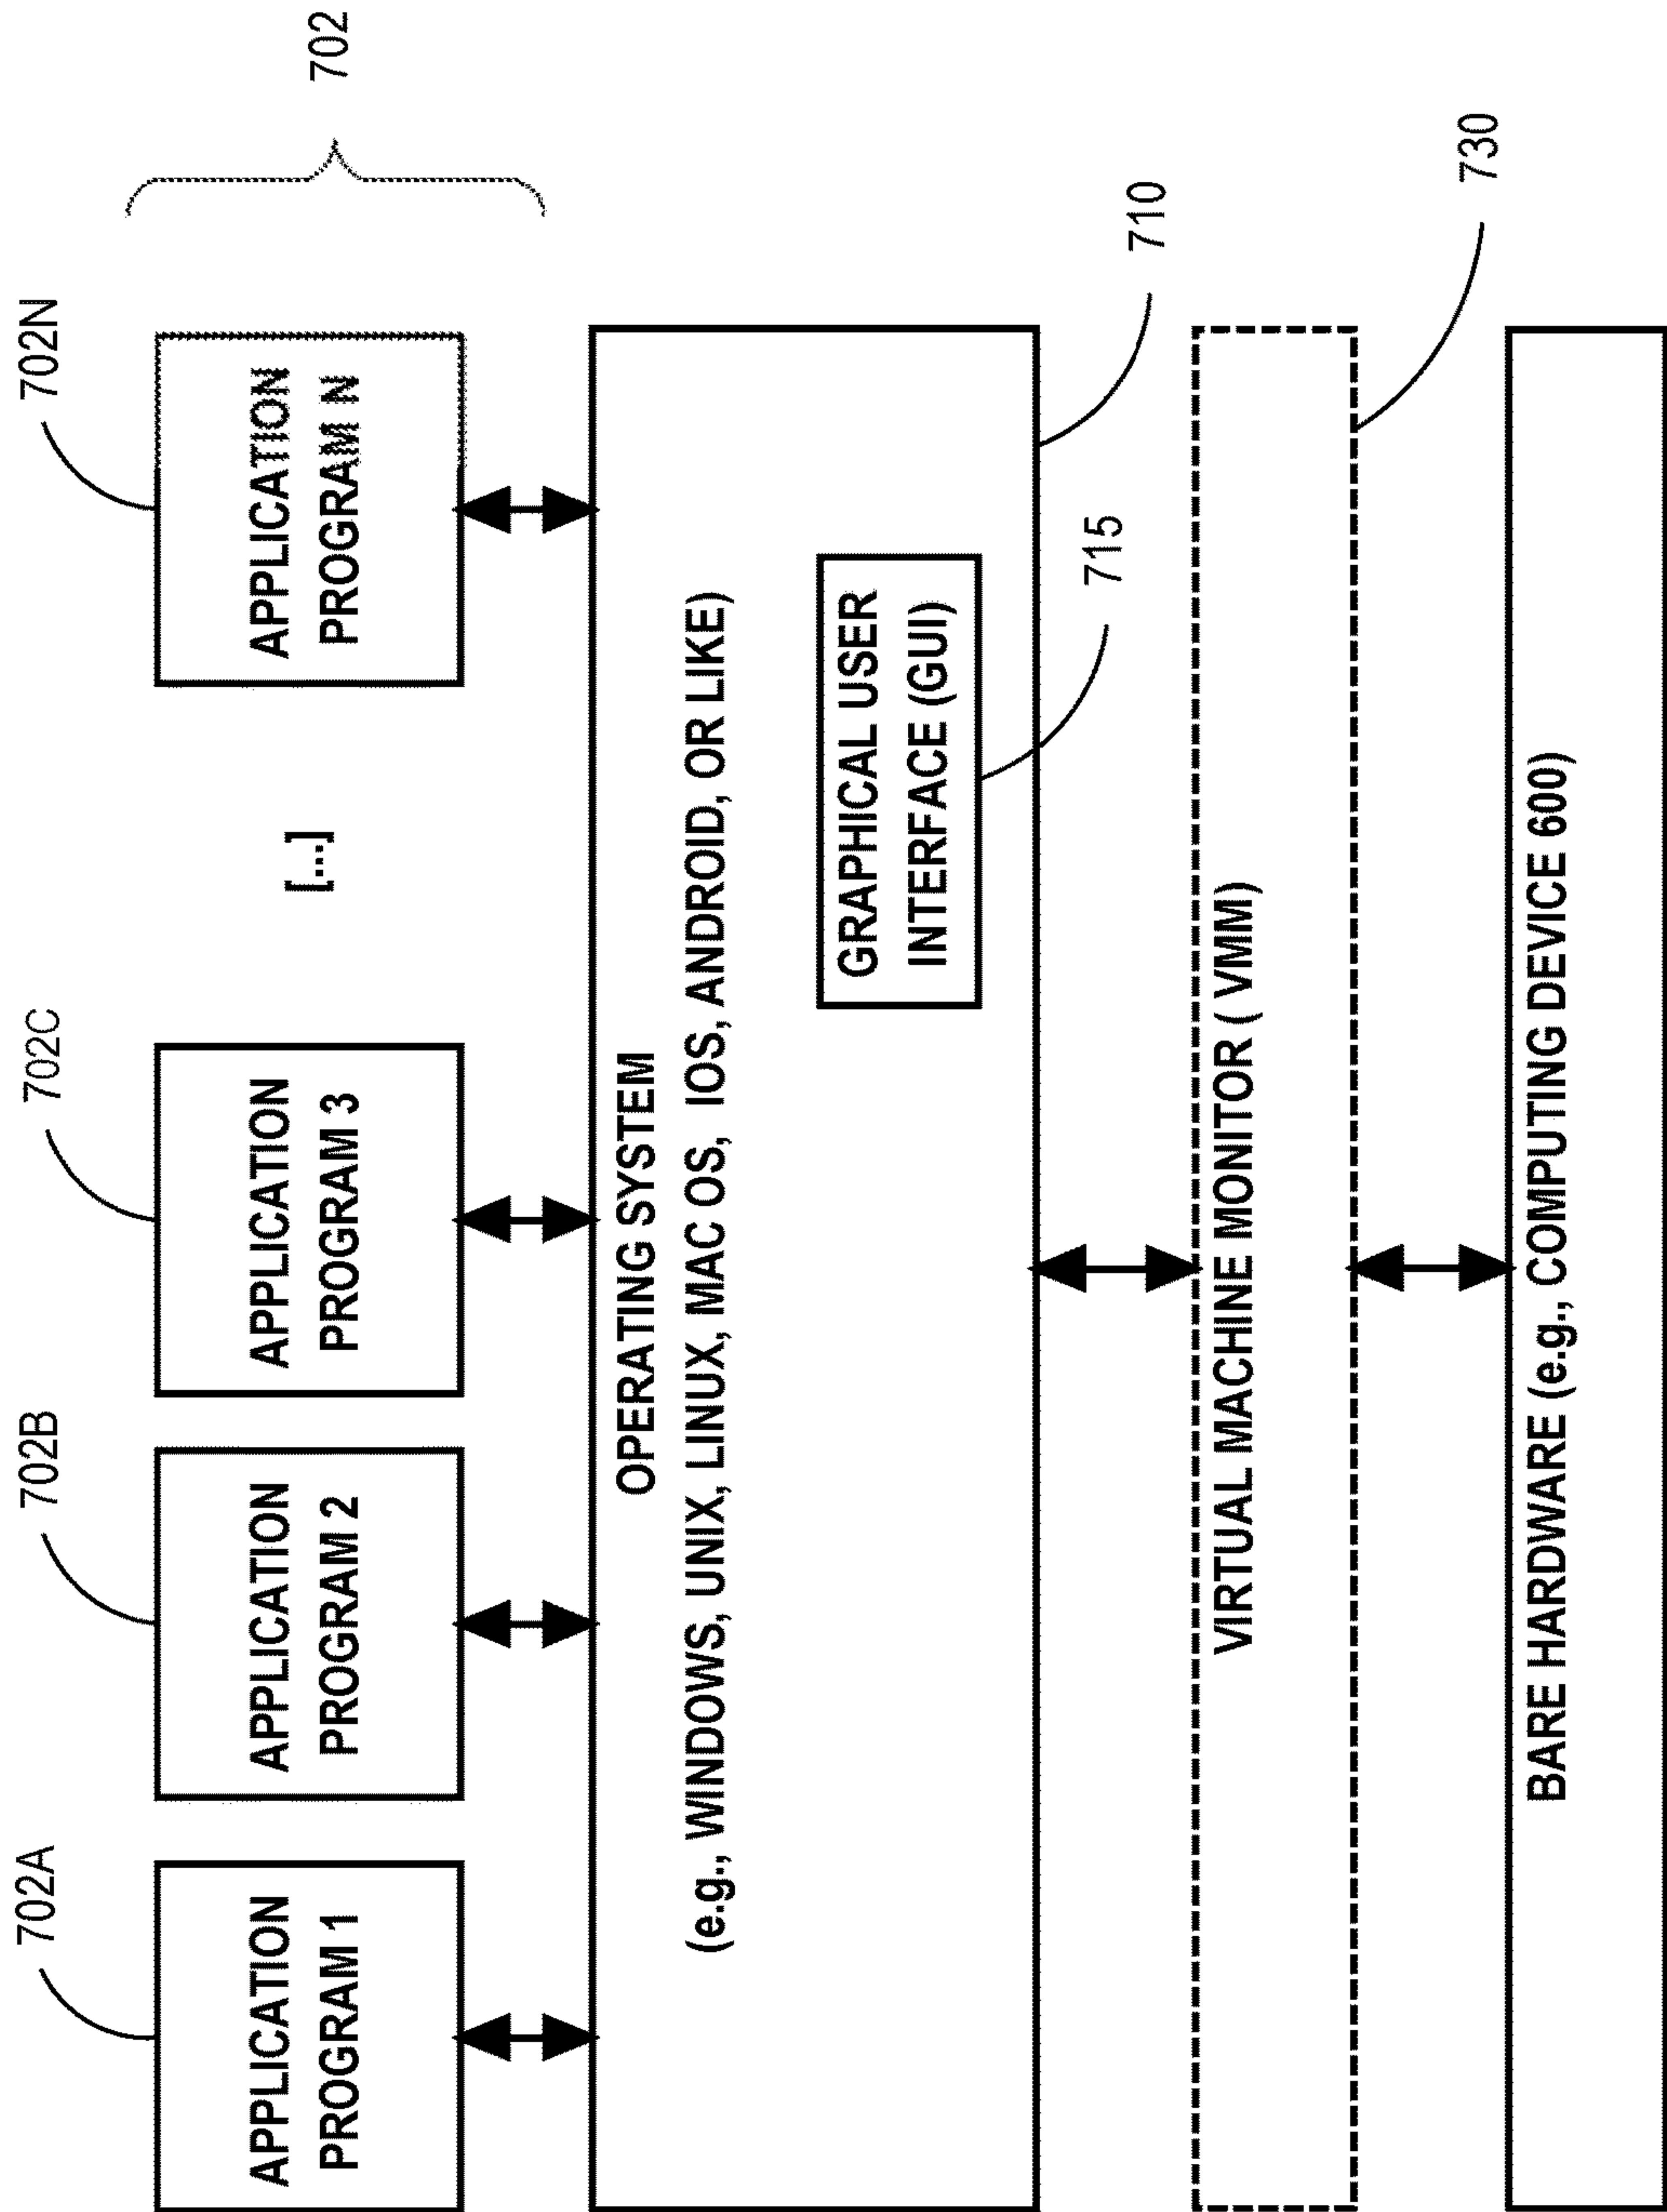 702
702A
702B
702C
702N
APPLICATION
PROGRAM 1
APPLICATION
PROGRAM 2
APPLICATION
PROGRAM 3
[...]
APPLICATION
PROGRAM N
OPERATING SYSTEM
(e.g., WINDOWS, UNIX, LINUX, MAC OS, IOS, ANDROID, OR LIKE)
GRAPHICAL USER
INTERFACE (GUI)
715
710
VIRTUAL MACHINE MONITOR ( VMM)
730
BARE HARDWARE (e.g., COMPUTING DEVICE 600)